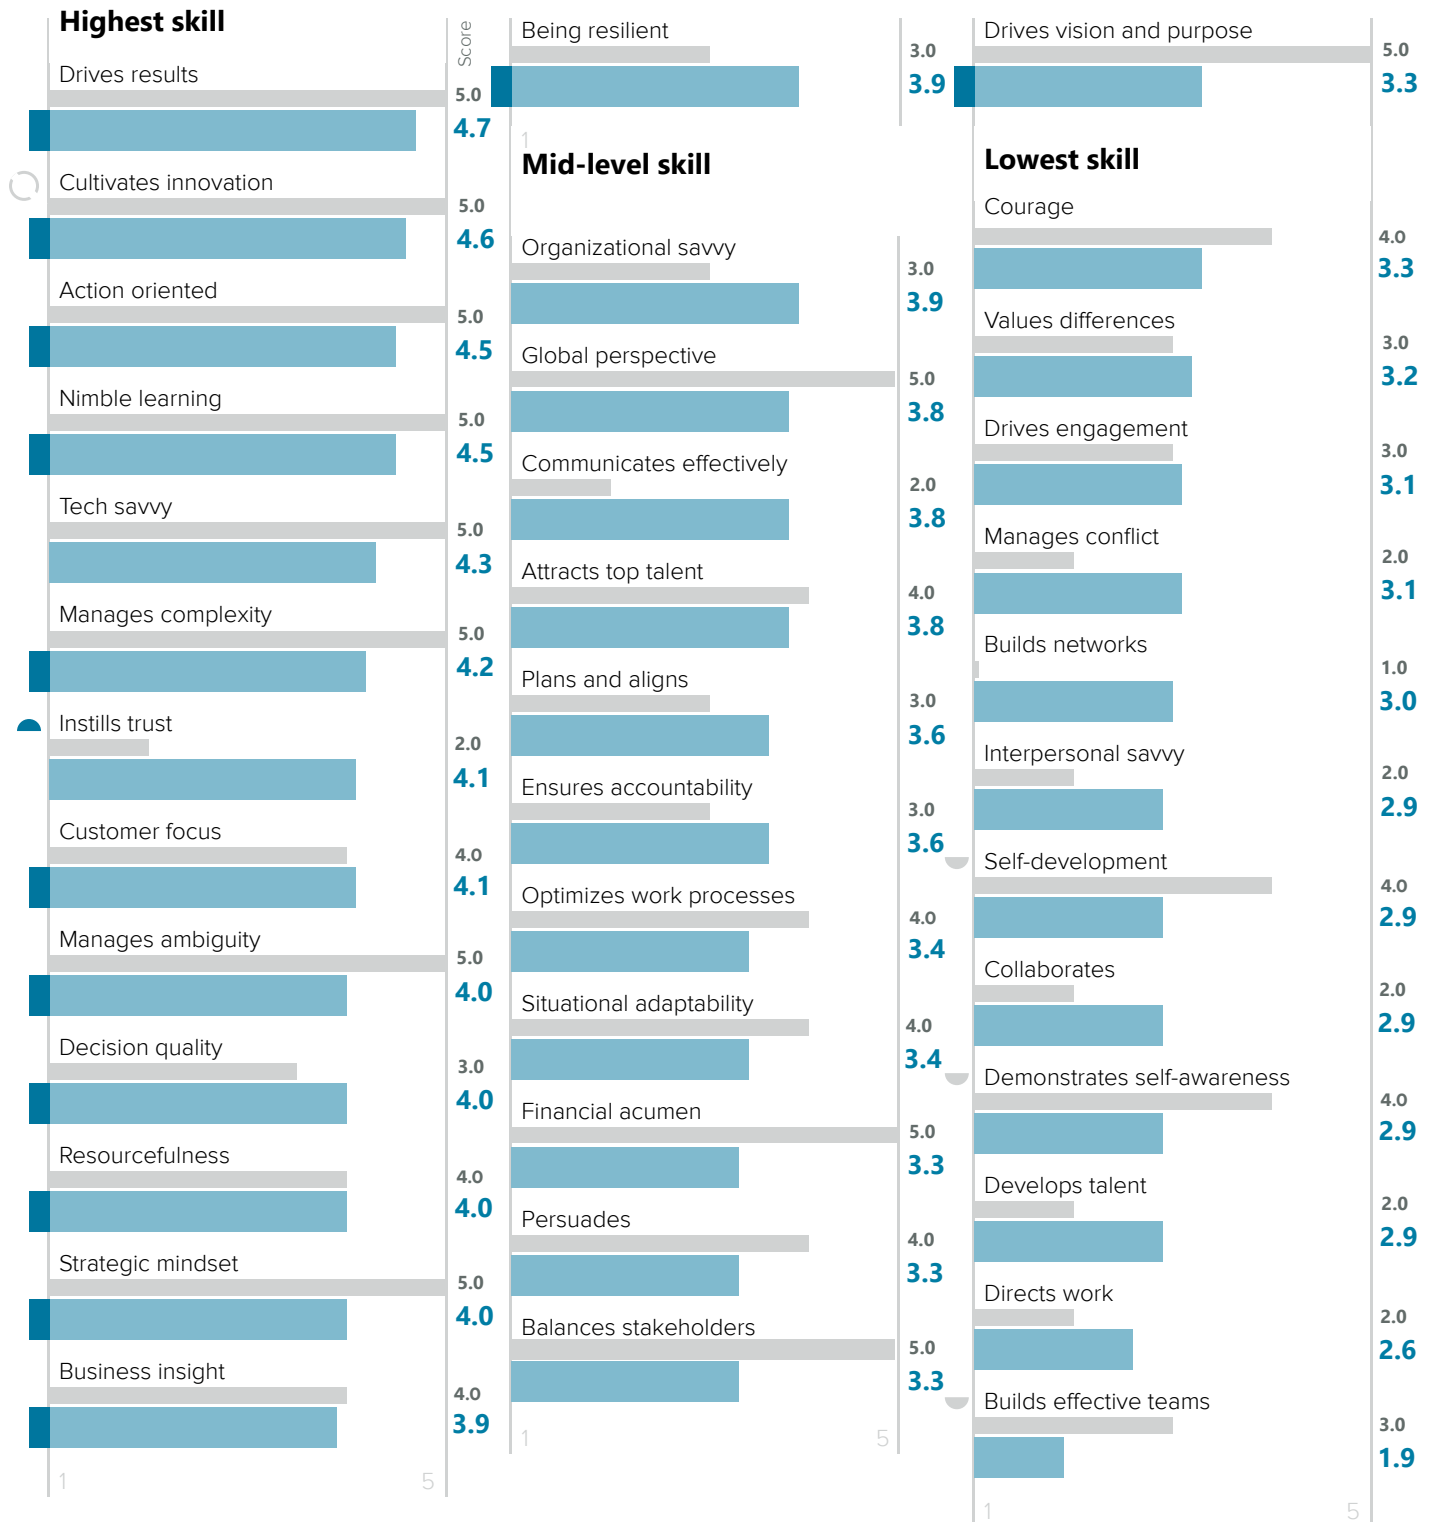 Highest skill
Score
Drives results
5.0
4.7
Cultivates innovation
5.0
4.6
Action oriented
5.0
4.5
Nimble learning
5.0
4.5
Tech savvy
5.0
4.3
Manages complexity
5.0
4.2
Instills trust
2.0
4.1
Customer focus
4.0
4.1
Manages ambiguity
5.0
4.0
Decision quality
3.0
4.0
Resourcefulness
4.0
4.0
Strategic mindset
5.0
4.0
Business insight
4.0
3.9
1 5
Being resilient
3.0
3.9
1
Mid-level skill
Organizational savvy
3.0
3.9
Global perspective
5.0
3.8
Communicates effectively
2.0
3.8
Attracts top talent
4.0
3.8
Plans and aligns
3.0
3.6
Ensures accountability
3.0
3.6
Optimizes work processes
4.0
3.4
Situational adaptability
4.0
3.4
Financial acumen
5.0
3.3
Persuades
4.0
3.3
Balances stakeholders
5.0
3.3
1 5
Drives vision and purpose
5.0
3.3
Lowest skill
Courage
4.0
3.3
Values differences
3.0
3.2
Drives engagement
3.0
3.1
Manages conflict
2.0
3.1
Builds networks
1.0
3.0
Interpersonal savvy
2.0
2.9
Self-development
4.0
2.9
Collaborates
2.0
2.9
Demonstrates self-awareness
4.0
2.9
Develops talent
2.0
2.9
Directs work
2.0
2.6
Builds effective teams
3.0
1.9
1 5